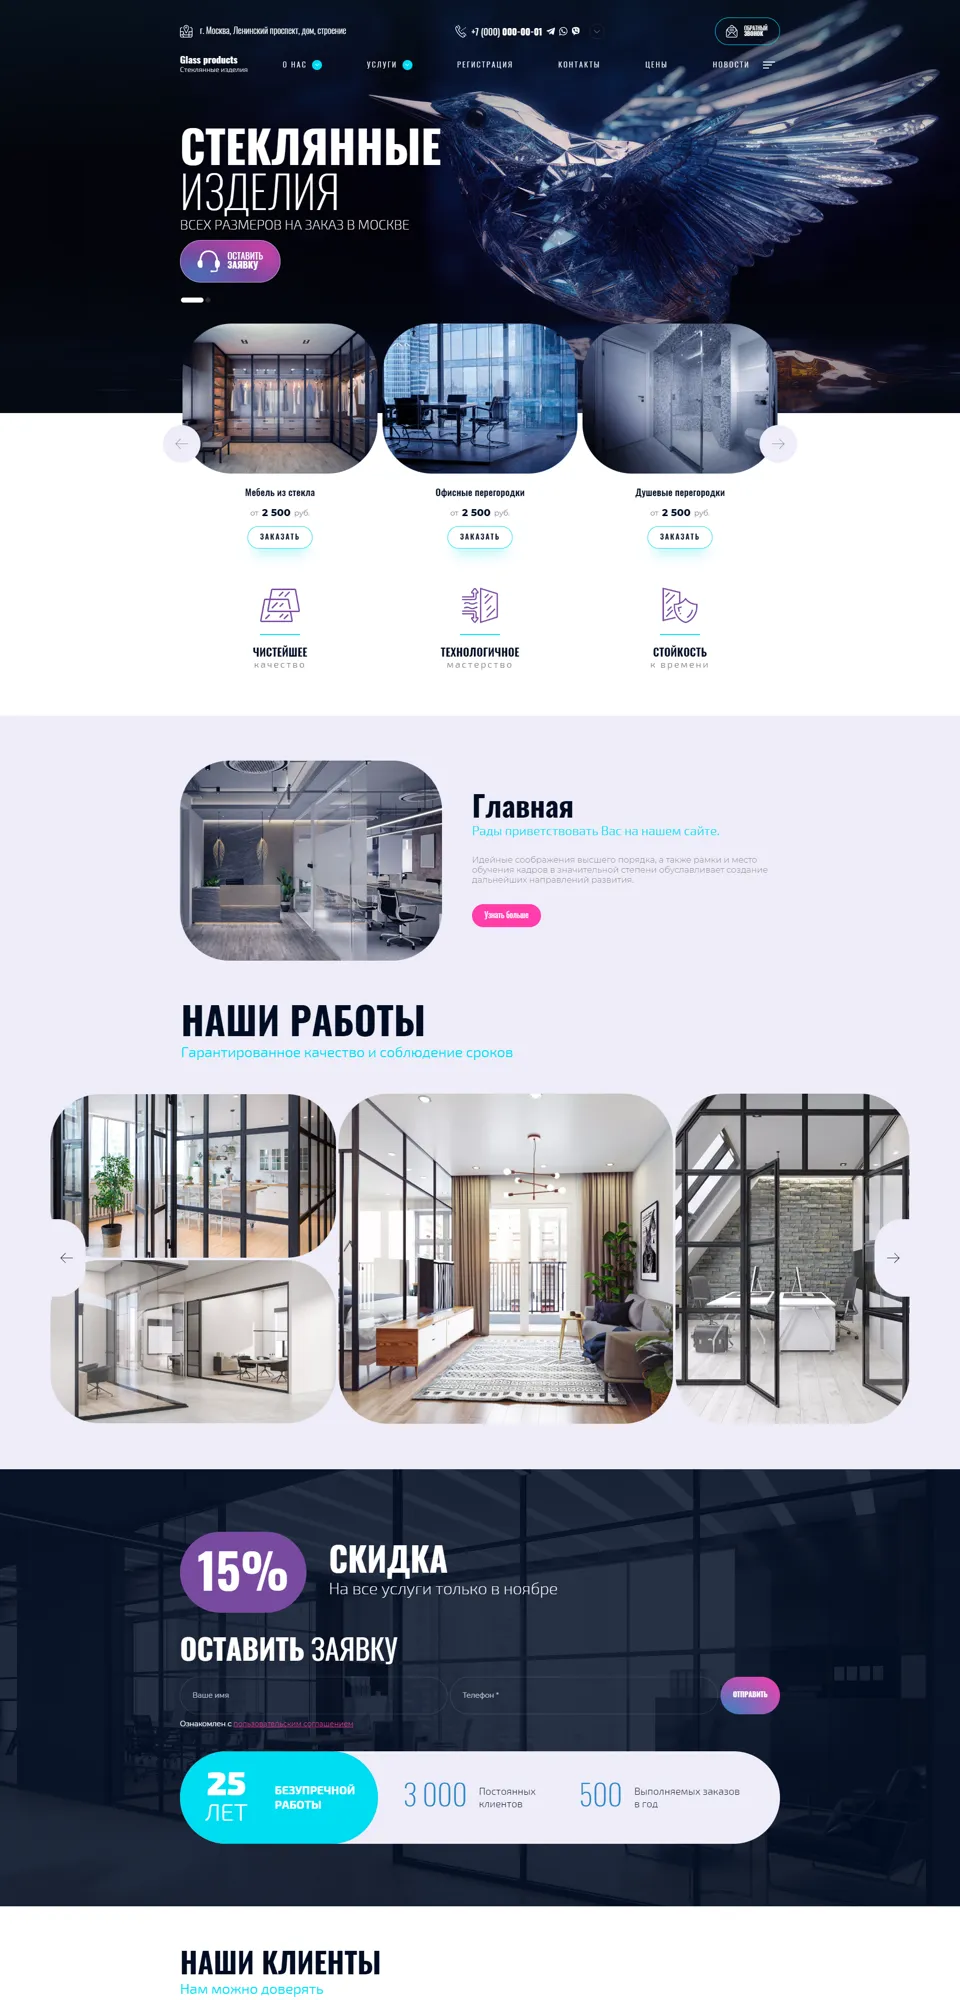 г. Москва, Ленинский проспект, дом, строение
+7 (000) 000-00-01
ОБРАТНЫЙ
ЗВОНОК
Glass products
Стеклянные изделия
О НАС
УСЛУГИ
РЕГИСТРАЦИЯ
КОНТАКТЫ
ЦЕНЫ
НОВОСТИ
СТЕКЛЯННЫЕ
ИЗДЕЛИЯ
ВСЕХ РАЗМЕРОВ НА ЗАКАЗ В МОСКВЕ
ОСТАВИТЬ
ЗАЯВКУ
Мебель из стекла
от 2 500 руб.
ЗАКАЗАТЬ
Офисные перегородки
от 2 500 руб.
ЗАКАЗАТЬ
Душевые перегородки
от 2 500 руб.
ЗАКАЗАТЬ
ЧИСТЕЙШЕЕ
качество
ТЕХНОЛОГИЧНОЕ
мастерство
СТОЙКОСТЬ
к времени
Главная
Рады приветствовать Вас на нашем сайте.
Идейные соображения высшего порядка, а также рамки и место
обучения кадров в значительной степени обуславливает создание
дальнейших направлений развития.
Узнать больше
НАШИ РАБОТЫ
Гарантированное качество и соблюдение сроков
15%
СКИДКА
На все услуги только в ноябре
ОСТАВИТЬ ЗАЯВКУ
Ваше имя
Телефон *
ОТПРАВИТЬ
Ознакомлен с пользовательским соглашением
25
ЛЕТ
БЕЗУПРЕЧНОЙ
РАБОТЫ
3 000
Постоянных
клиентов
500
Выполняемых заказов
в год
НАШИ КЛИЕНТЫ
Нам можно доверять